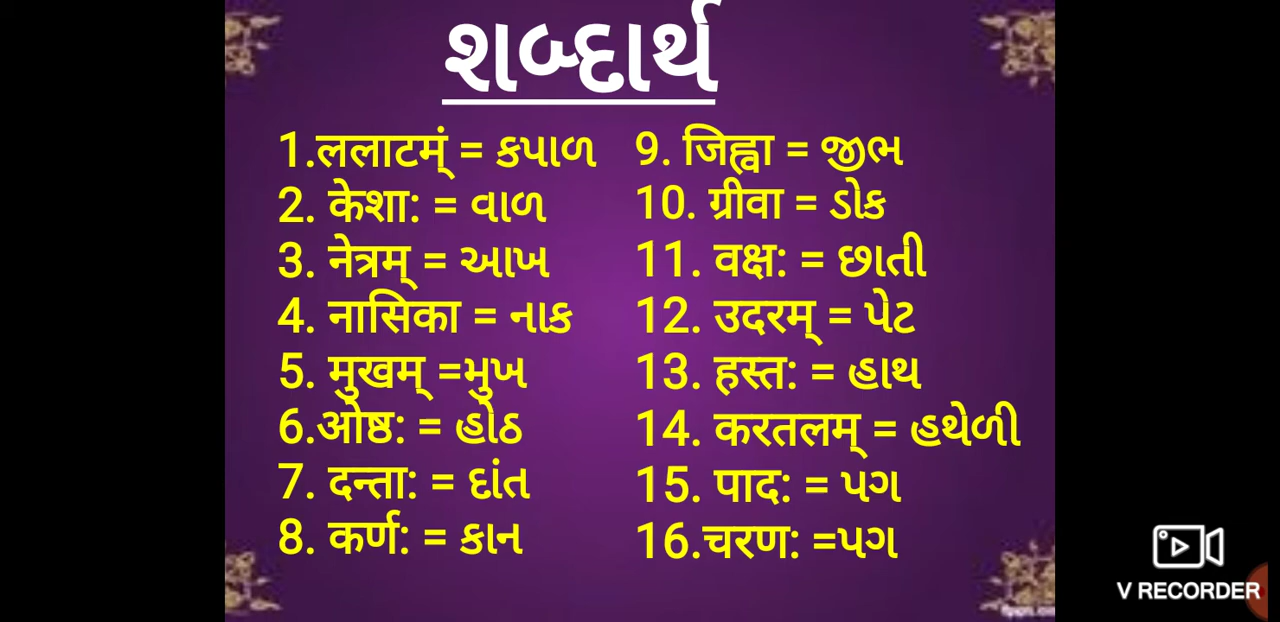 શબ્દાર્થ
1.ललाटम्ं = કપાળ
2. केशा: = વાળ
3. नेत्रम् = આખ
4. नासिका = નાક
5. मुखम् =મુખ
6.ओष्ठ: = હોઠ
7. दन्ता: = દાંત
8. कर्ण: = કાન
9. जिह्वा = જીભ
10. ग्रीवा = ડોક
11. वक्ष: = છાતી
12. उदरम् = પેટ
13. हस्त: = હાથ
14. करतलम् = હથેળી
15. पाद: = પગ
16.चरण: =પગ
V RECORDER